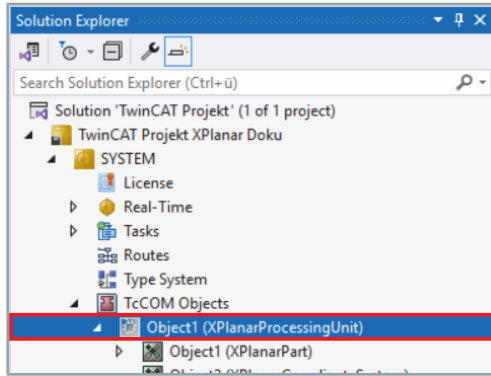 Solution Explorer
Search Solution Explorer (Ctrl+ü)
Solution 'TwinCAT Projekt' (1 of 1 project)
TwinCAT Projekt XPlanar Doku
SYSTEM
License
Real-Time
Tasks
Routes
Type System
TcCOM Objects
Object1 (XPlanarProcessingUnit)
Object1 (XPlanarPart)